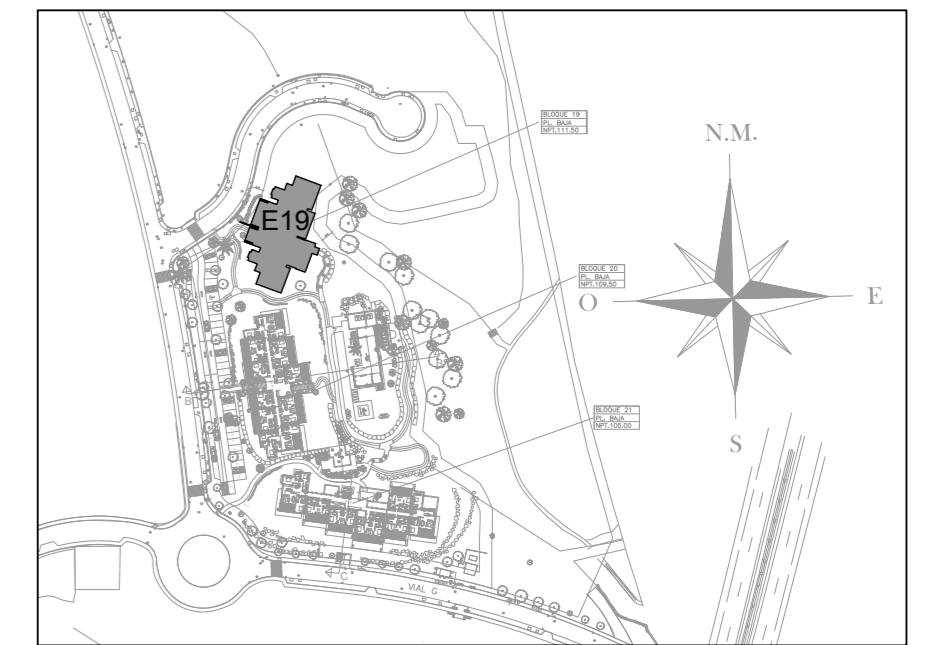 BLOQUE 19
PL. BAJA
NPT.111.50
N.M.
E19
BLOQUE 20
PL. BAJA
NPT.109.50
O
E
B
BLOQUE 21
PL. BAJA
NPT.105.00
S
C
VIAL G